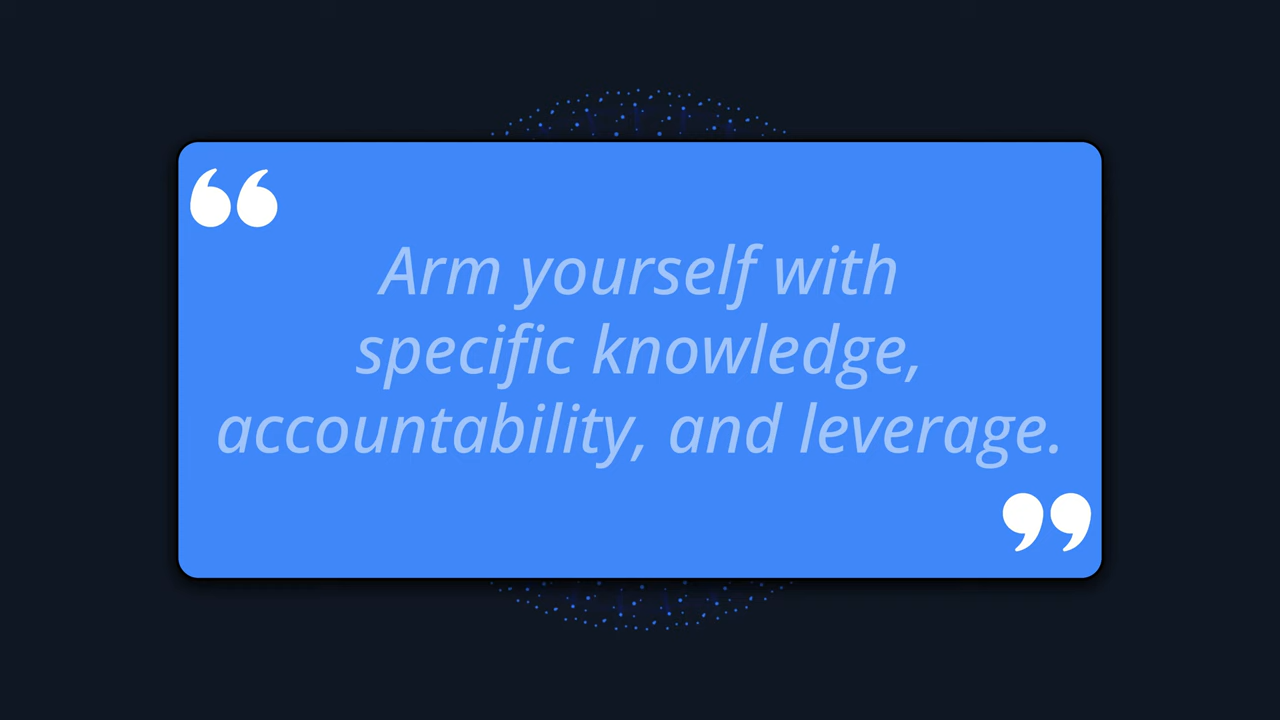 “
Arm yourself with
specific knowledge,
accountability, and leverage.
”